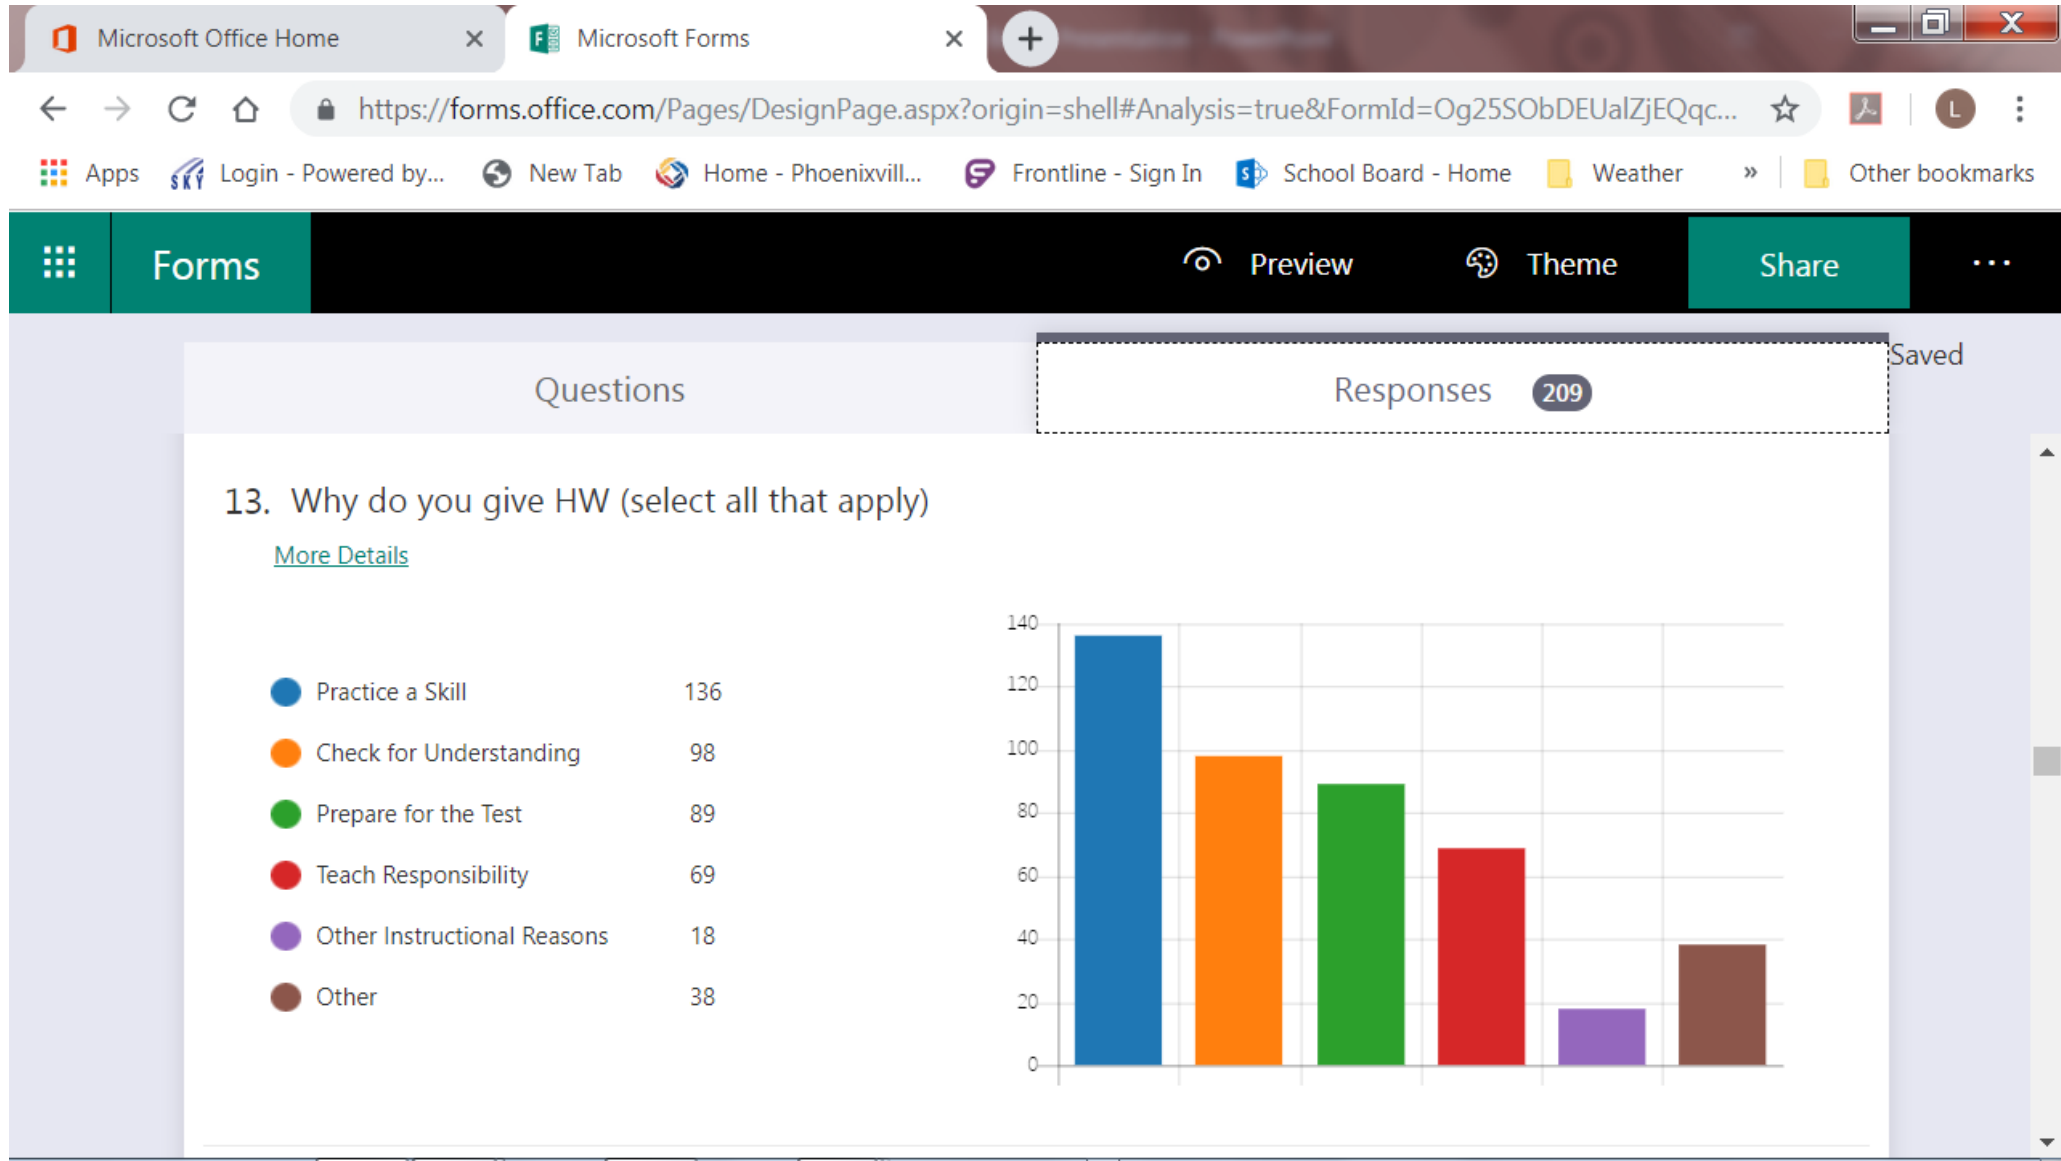 Microsoft Office Home
Microsoft Forms
https://forms.office.com/Pages/DesignPage.aspx?origin=shell#Analysis=true&FormId=Og25SObDEUalZjEQqc...
L
Apps
SKY
Login - Powered by...
New Tab
Home - Phoenixvill...
Frontline - Sign In
School Board - Home
Weather
Other bookmarks
Forms
Preview
Theme
Share
...
Questions
Responses 209
Saved
13. Why do you give HW (select all that apply)
More Details
Practice a Skill 136
Check for Understanding 98
Prepare for the Test 89
Teach Responsibility 69
Other Instructional Reasons 18
Other 38
140
120
100
80
60
40
20
0